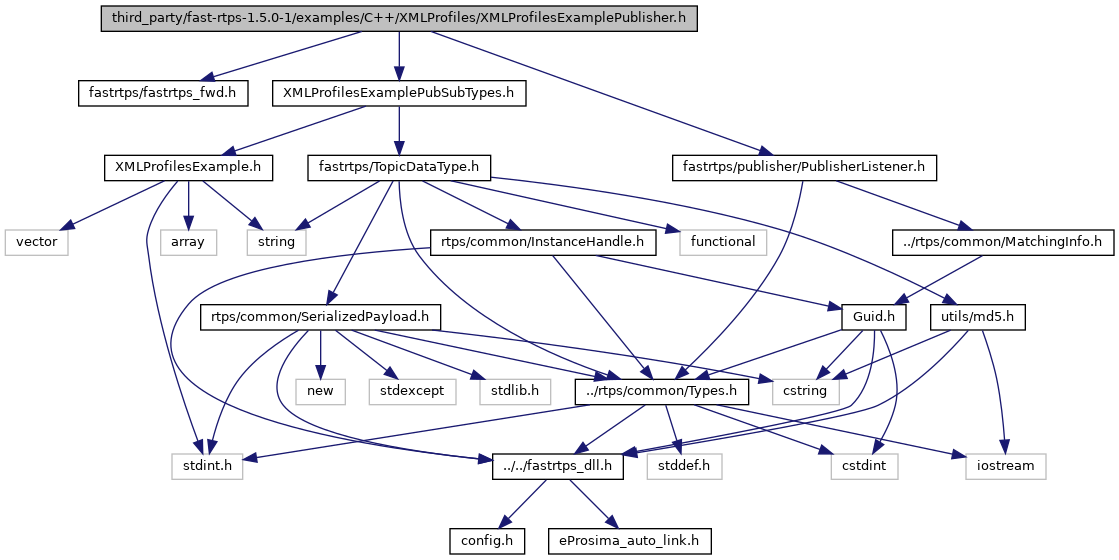 third_party/fast-rtps-1.5.0-1/examples/C++/XMLProfiles/XMLProfilesExamplePublisher.h
fastrtps/fastrtps_fwd.h
XMLProfilesExamplePubSubTypes.h
XMLProfilesExample.h
fastrtps/TopicDataType.h
fastrtps/publisher/PublisherListener.h
vector
array
string
rtps/common/InstanceHandle.h
functional
../rtps/common/MatchingInfo.h
rtps/common/SerializedPayload.h
Guid.h
utils/md5.h
new
stdexcept
stdlib.h
../rtps/common/Types.h
cstring
stdint.h
../../fastrtps_dll.h
stddef.h
cstdint
iostream
config.h
eProsima_auto_link.h